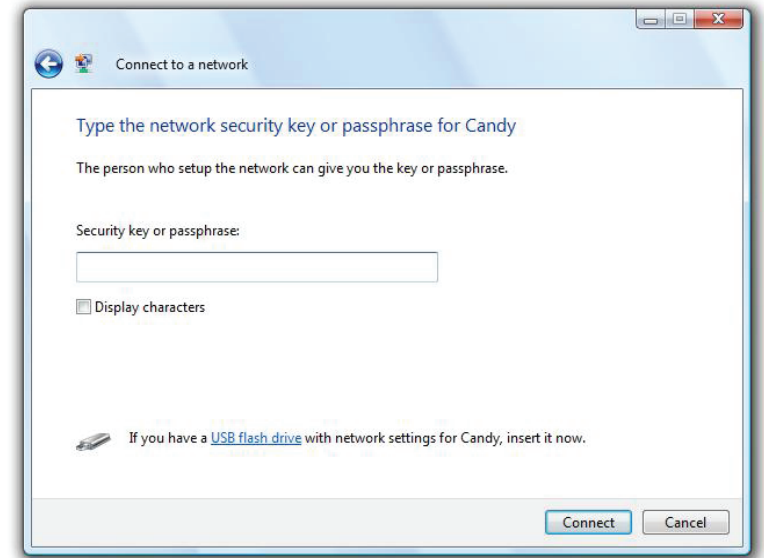 Connect to a network
Type the network security key or passphrase for Candy
The person who setup the network can give you the key or passphrase.
Security key or passphrase:
Display characters
If you have a USB flash drive with network settings for Candy, insert it now.
Connect Cancel